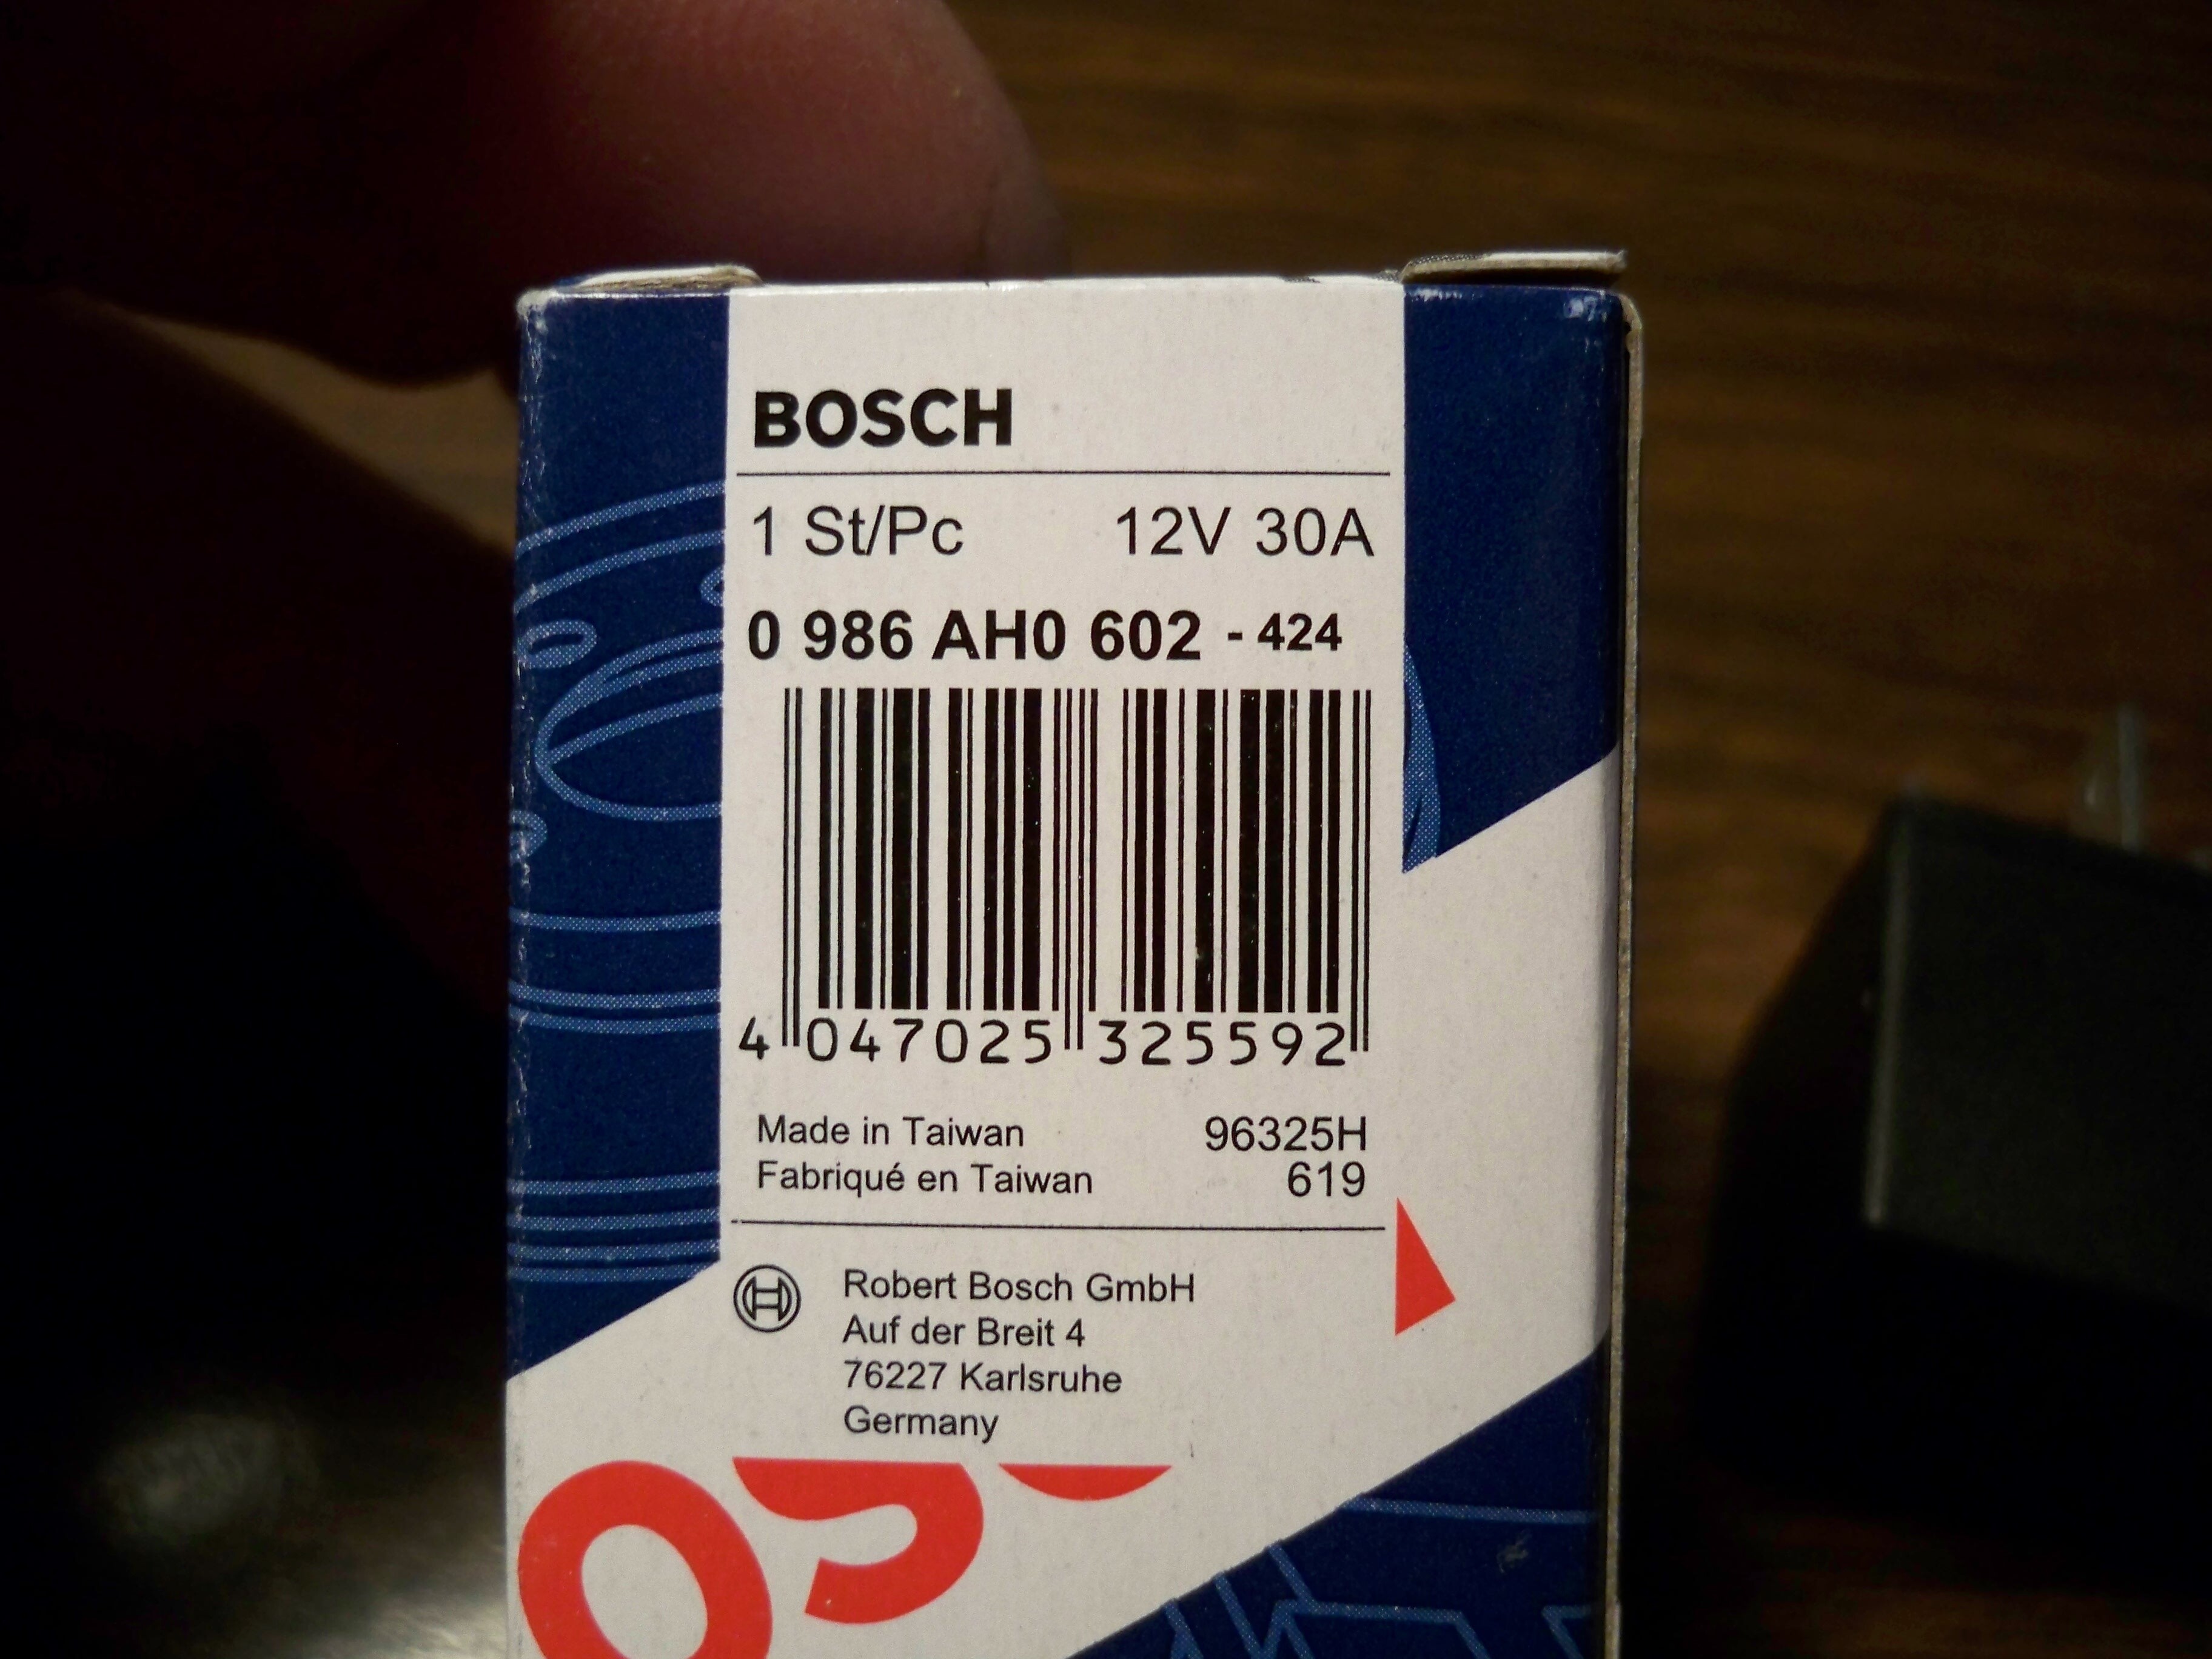 BOSCH
1 St/Pc 12V 30A
0 986 AH0 602 - 424
4 047025 325592
Made in Taiwan 96325H
Fabriqué en Taiwan 619
Robert Bosch GmbH
Auf der Breit 4
76227 Karlsruhe
Germany